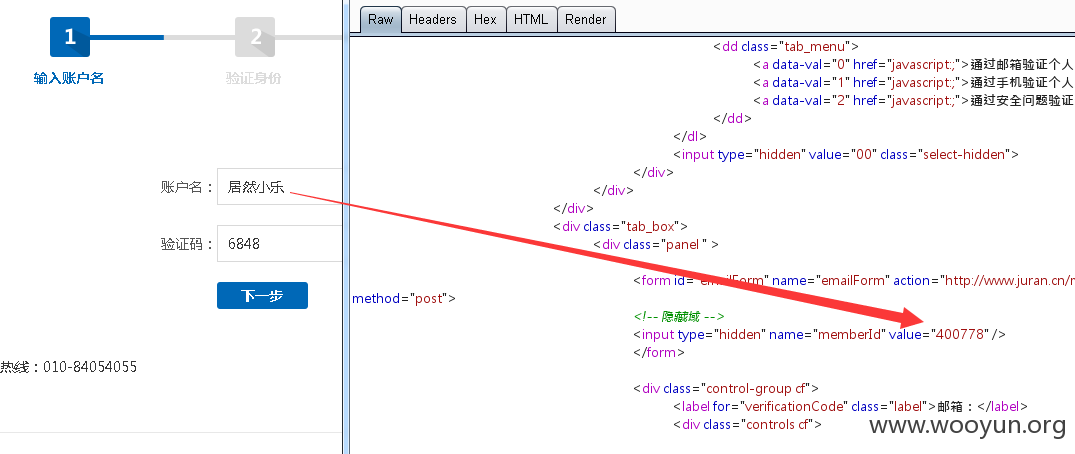 1
2
输入账户名
验证身份
账户名：
居然小乐
验证码：
6848
下一步
热线：010-84054055
Raw
Headers
Hex
HTML
Render
<dd class="tab_menu">
<a data-val="0" href="javascript:;">通过邮箱验证个人
<a data-val="1" href="javascript:;">通过手机验证个人
<a data-val="2" href="javascript:;">通过安全问题验证
</dd>
</dl>
<input type="hidden" value="00" class="select-hidden">
</div>
</div>
</div>
<div class="tab_box">
<div class="panel " >
<form id="emailForm" name="emailForm" action="http://www.juran.cn/m
method="post">
<!-- 隐藏域 -->
<input type="hidden" name="memberId" value="400778" />
</form>
<div class="control-group cf">
<label for="verificationCode" class="label">邮箱：</label>
<div class="controls cf">
www.wooyun.org